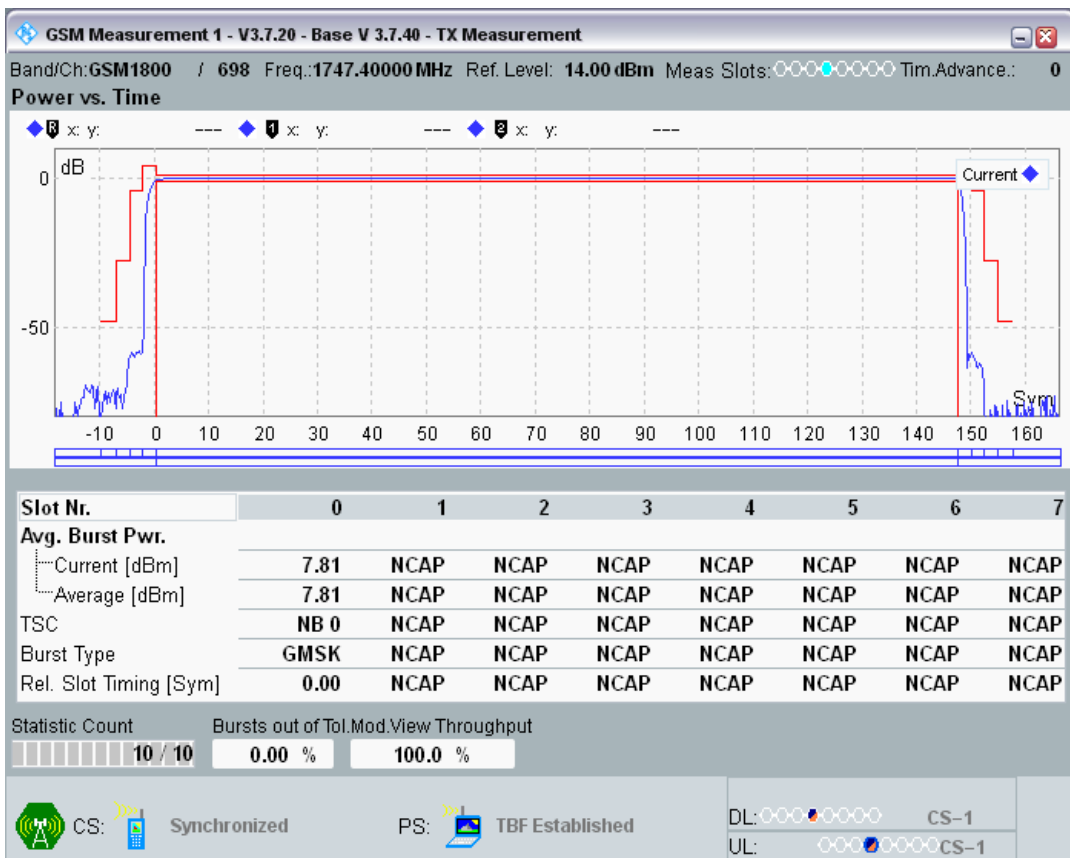 GSM Measurement 1 - V3.7.20 - Base V 3.7.40 - TX Measurement
Band/Ch:GSM1800 / 698 Freq.:1747.40000 MHz Ref. Level: 14.00 dBm Meas Slots: Tim.Advance.: 0
Power vs. Time
R x: y: --- 1 x: y: --- 2 x: y: ---
dB
Current
0
-50
Sym
-10 0 10 20 30 40 50 60 70 80 90 100 110 120 130 140 150 160
Slot Nr. 0 1 2 3 4 5 6 7
Avg. Burst Pwr.
Current [dBm] 7.81 NCAP NCAP NCAP NCAP NCAP NCAP NCAP
Average [dBm] 7.81 NCAP NCAP NCAP NCAP NCAP NCAP NCAP
TSC NB 0 NCAP NCAP NCAP NCAP NCAP NCAP NCAP
Burst Type GMSK NCAP NCAP NCAP NCAP NCAP NCAP NCAP
Rel. Slot Timing [Sym] 0.00 NCAP NCAP NCAP NCAP NCAP NCAP NCAP
Statistic Count Bursts out of Tol.Mod.View Throughput
10 / 10 0.00 % 100.0 %
CS: Synchronized PS: TBF Established
DL: CS-1
UL: CS-1